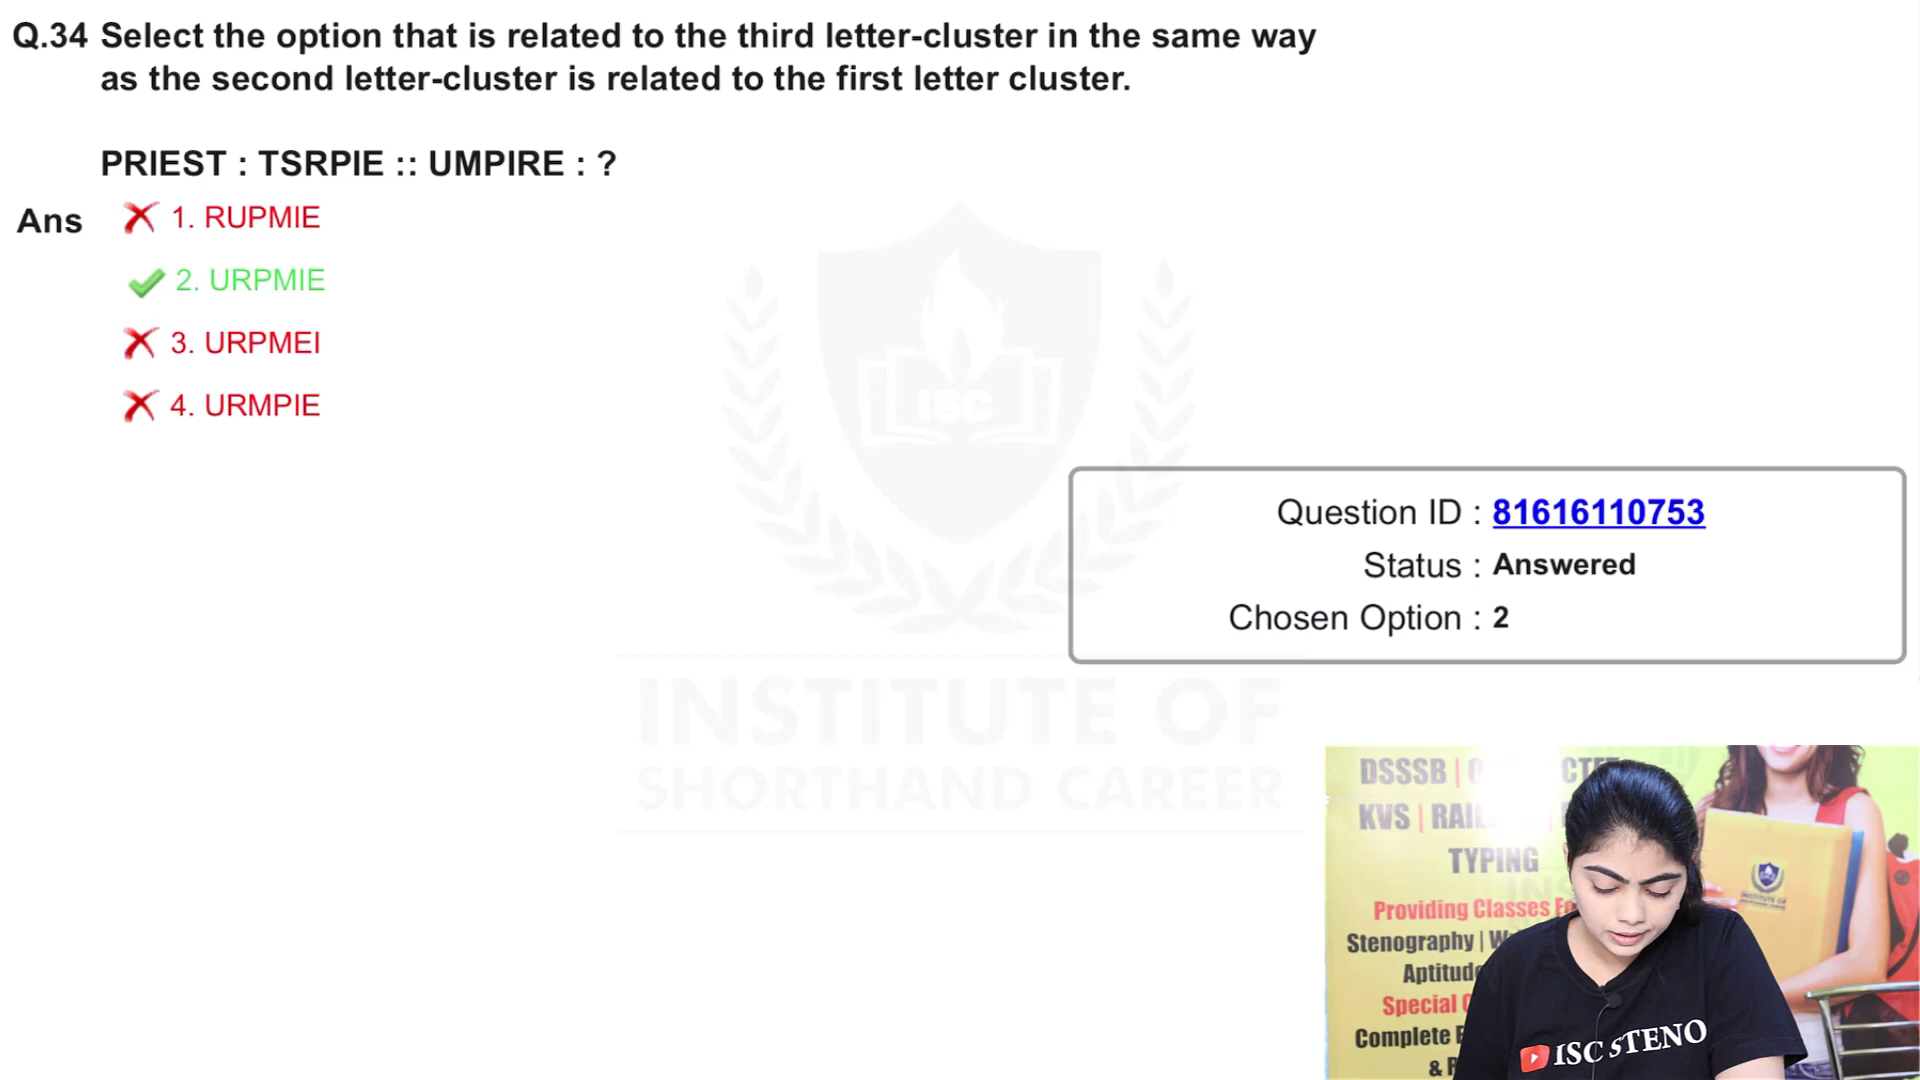 Q.34 Select the option that is related to the third letter-cluster in the same way
as the second letter-cluster is related to the first letter cluster.
PRIEST : TSRPIE :: UMPIRE : ?
Ans
1. RUPMIE
2. URPMIE
3. URPMEI
4. URMPIE
ISC
Question ID : 81616110753
Status : Answered
Chosen Option : 2
INSTITUTE OF
SHORTHAND CAREER
DSSSB |
KVS |
TYPING
Providing Classes
Stenography |
Special
Complete
&
INSTITUTE OF
ISC STENO